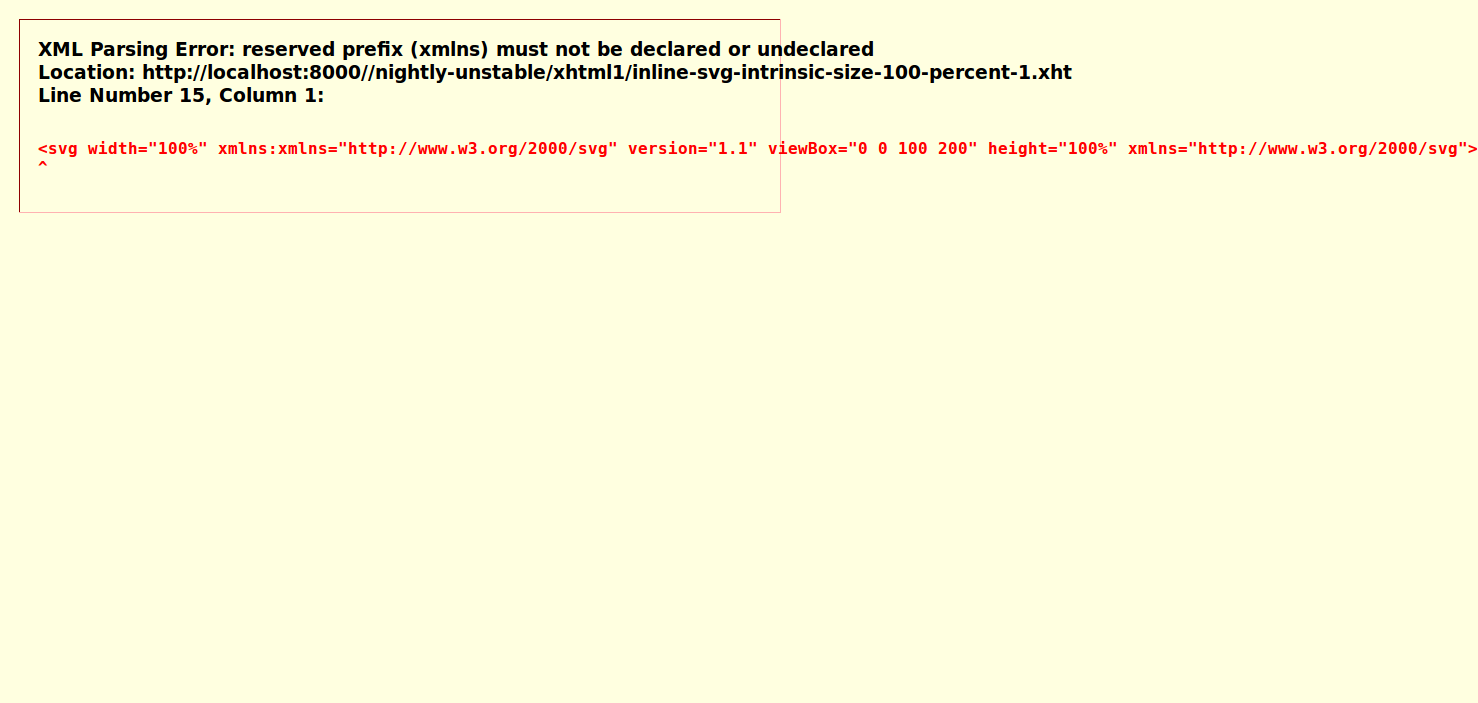 XML Parsing Error: reserved prefix (xmlns) must not be declared or undeclared
Location: http://localhost:8000//nightly-unstable/xhtml1/inline-svg-intrinsic-size-100-percent-1.xht
Line Number 15, Column 1:
<svg width="100%" xmlns:xmlns="http://www.w3.org/2000/svg" version="1.1" viewBox="0 0 100 200" height="100%" xmlns="http://www.w3.org/2000/svg">
^